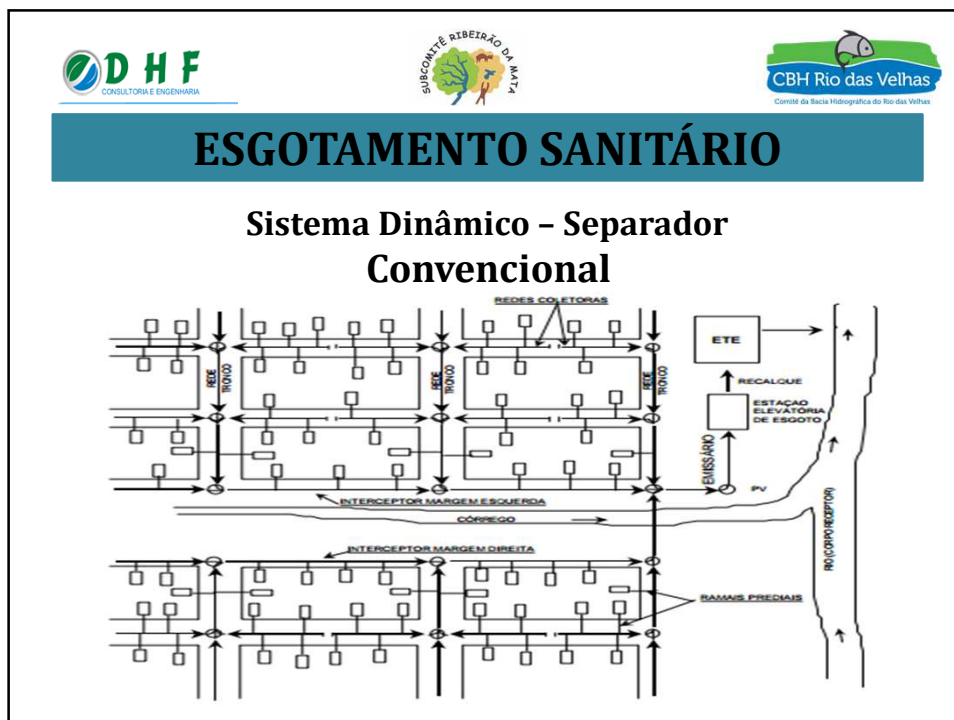 DHF
CONSULTORIA E ENGENHARIA
SUBCOMITÊ RIBEIRÃO DA MATA
CBH Rio das Velhas
Comitê da Bacia Hidrográfica do Rio das Velhas
ESGOTAMENTO SANITÁRIO
Sistema Dinâmico – Separador
Convencional
REDES COLETORAS
ETE
REDE
TRONCO
REDE
TRONCO
REDE
TRONCO
RECALQUE
ESTAÇÃO
ELEVATÓRIA
DE ESGOTO
EMISSÁRIO
PV
INTERCEPTOR MARGEM ESQUERDA
CÓRREGO
INTERCEPTOR MARGEM DIREITA
RIO (CORPO RECEPTOR)
RAMAIS PREDIAIS